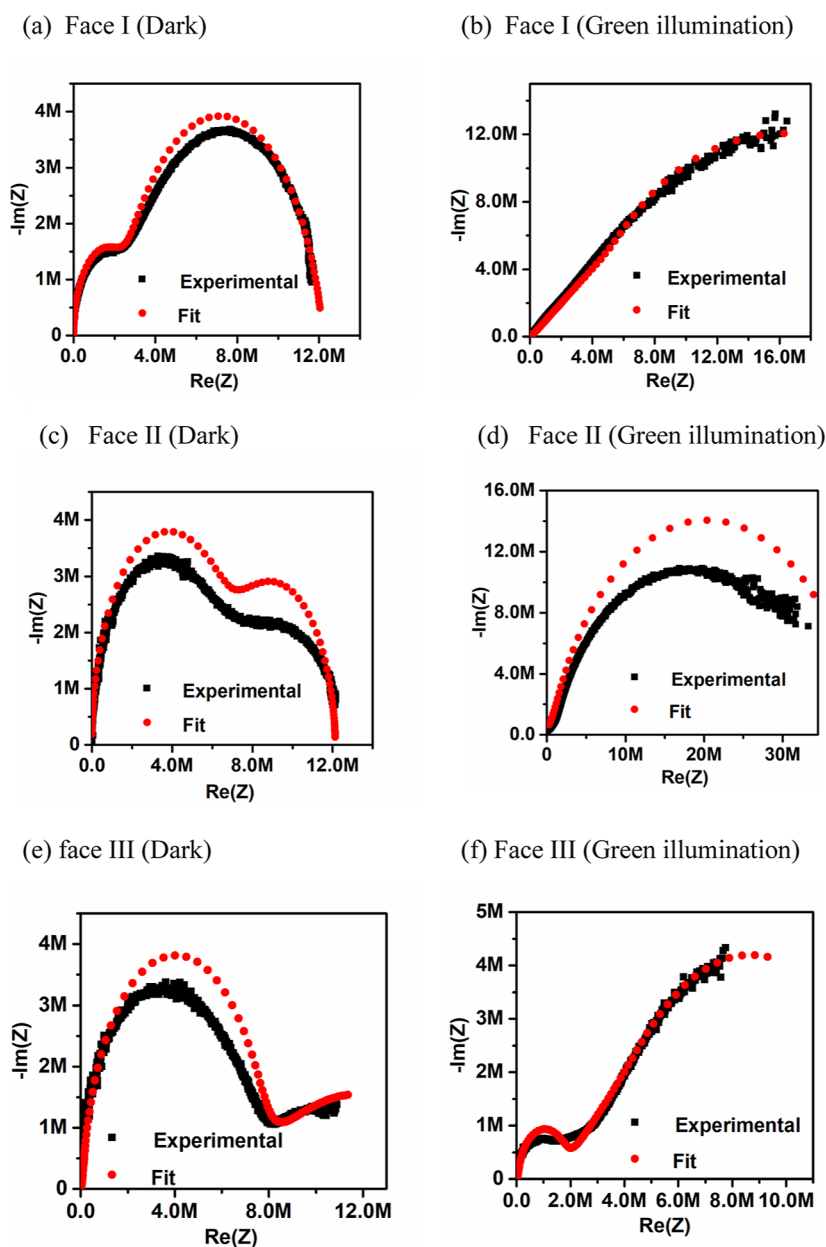 (a) Face I (Dark)
(b) Face I (Green illumination)
4M
3M
2M
1M
0
-Im(Z)
Experimental
Fit
0.0 4.0M 8.0M 12.0M
Re(Z)
12.0M
8.0M
4.0M
0.0
-Im(Z)
Experimental
Fit
0.0 4.0M 8.0M 12.0M 16.0M
Re(Z)
(c) Face II (Dark)
(d) Face II (Green illumination)
4M
3M
2M
1M
0
-Im(Z)
Experimental
Fit
0.0 4.0M 8.0M 12.0M
Re(Z)
16.0M
12.0M
8.0M
4.0M
0.0
-Im(Z)
Experimental
Fit
0 10M 20M 30M
Re(Z)
(e) face III (Dark)
(f) Face III (Green illumination)
4M
3M
2M
1M
0
-Im(Z)
Experimental
Fit
0.0 4.0M 8.0M 12.0M
Re(Z)
5M
4M
3M
2M
1M
0
-Im(Z)
Experimental
Fit
0.0 2.0M 4.0M 6.0M 8.0M 10.0M
Re(Z)